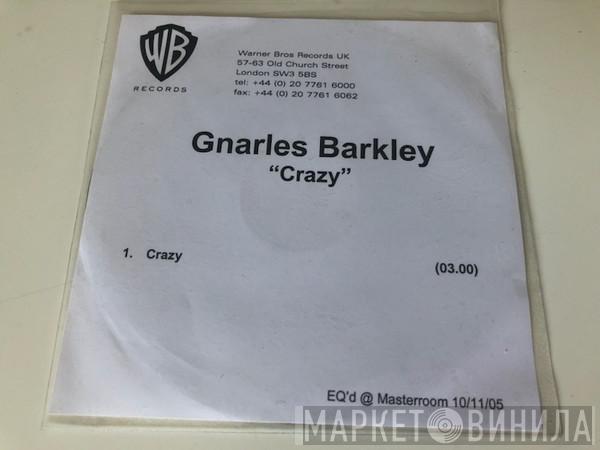 WB
RECORDS
Warner Bros Records UK
57-63 Old Church Street
London SW3 5BS
tel: +44 (0) 20 7761 6000
fax: +44 (0) 20 7761 6062
Gnarles Barkley
“Crazy”
1. Crazy (03.00)
EQ'd @ Masterroom 10/11/05
МАРКЕТ ВИНИЛА